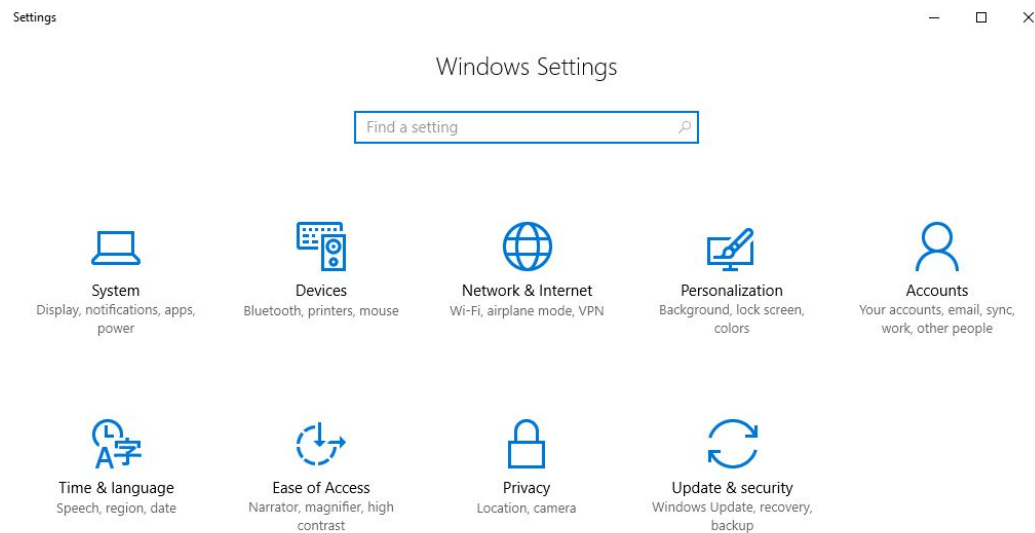 Settings
Windows Settings
Find a setting
System
Display, notifications, apps,
power
Devices
Bluetooth, printers, mouse
Network & Internet
Wi-Fi, airplane mode, VPN
Personalization
Background, lock screen,
colors
Accounts
Your accounts, email, sync,
work, other people
A字
Time & language
Speech, region, date
Ease of Access
Narrator, magnifier, high
contrast
Privacy
Location, camera
Update & security
Windows Update, recovery,
backup